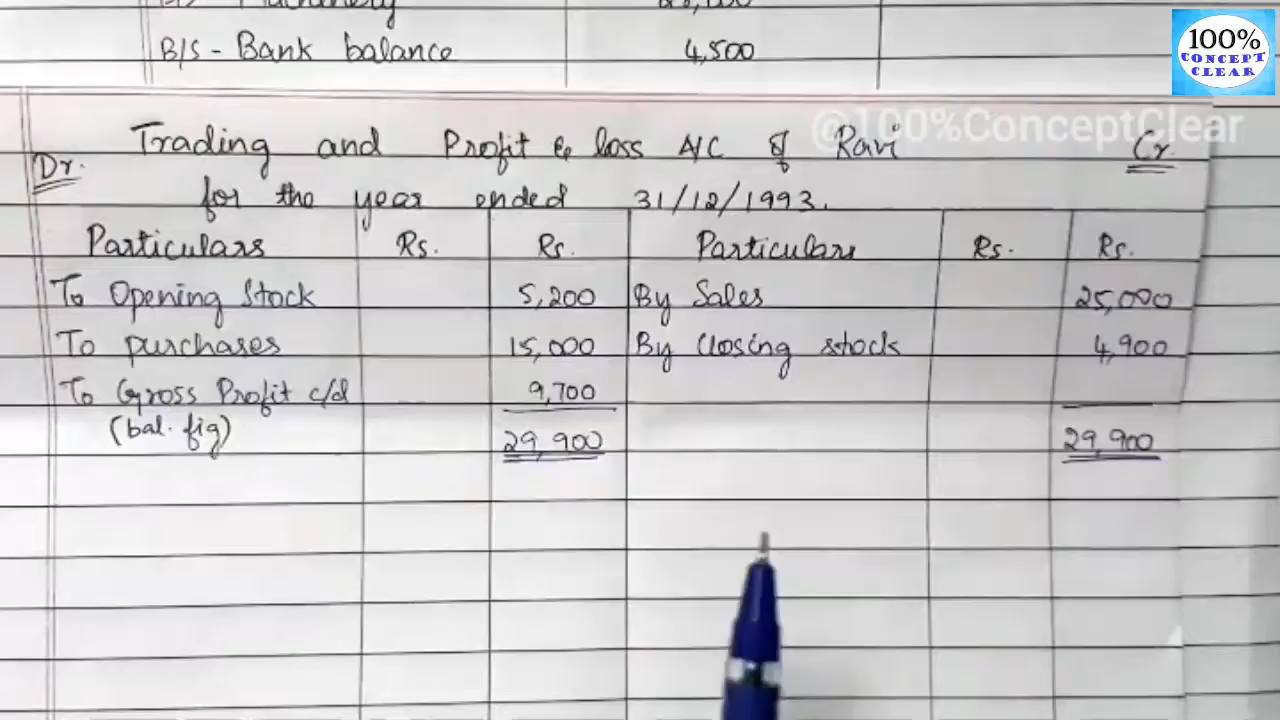 B/S - Bank balance 4,500
100%
CONCEPT
CLEAR
@100%ConceptClear
Trading and Profit & loss A/C of Ravi
Dr. Cr.
for the year ended 31/12/1993.
Particulars Rs. Rs. Particulars Rs. Rs.
To Opening Stock 5,200 By Sales 25,000
To purchases 15,000 By Closing stock 4,900
To Gross Profit c/d 9,700
(bal. fig) 29,900 29,900